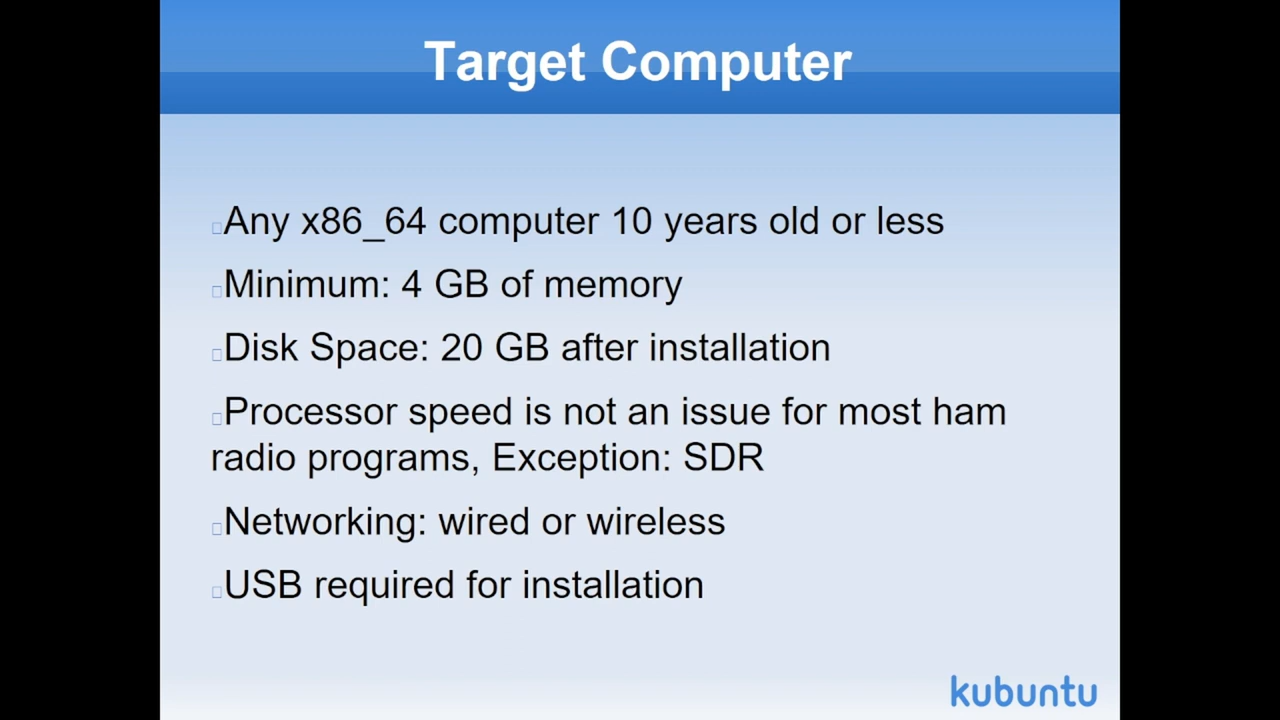 Target Computer
Any x86_64 computer 10 years old or less
Minimum: 4 GB of memory
Disk Space: 20 GB after installation
Processor speed is not an issue for most ham
radio programs, Exception: SDR
Networking: wired or wireless
USB required for installation
kubuntu